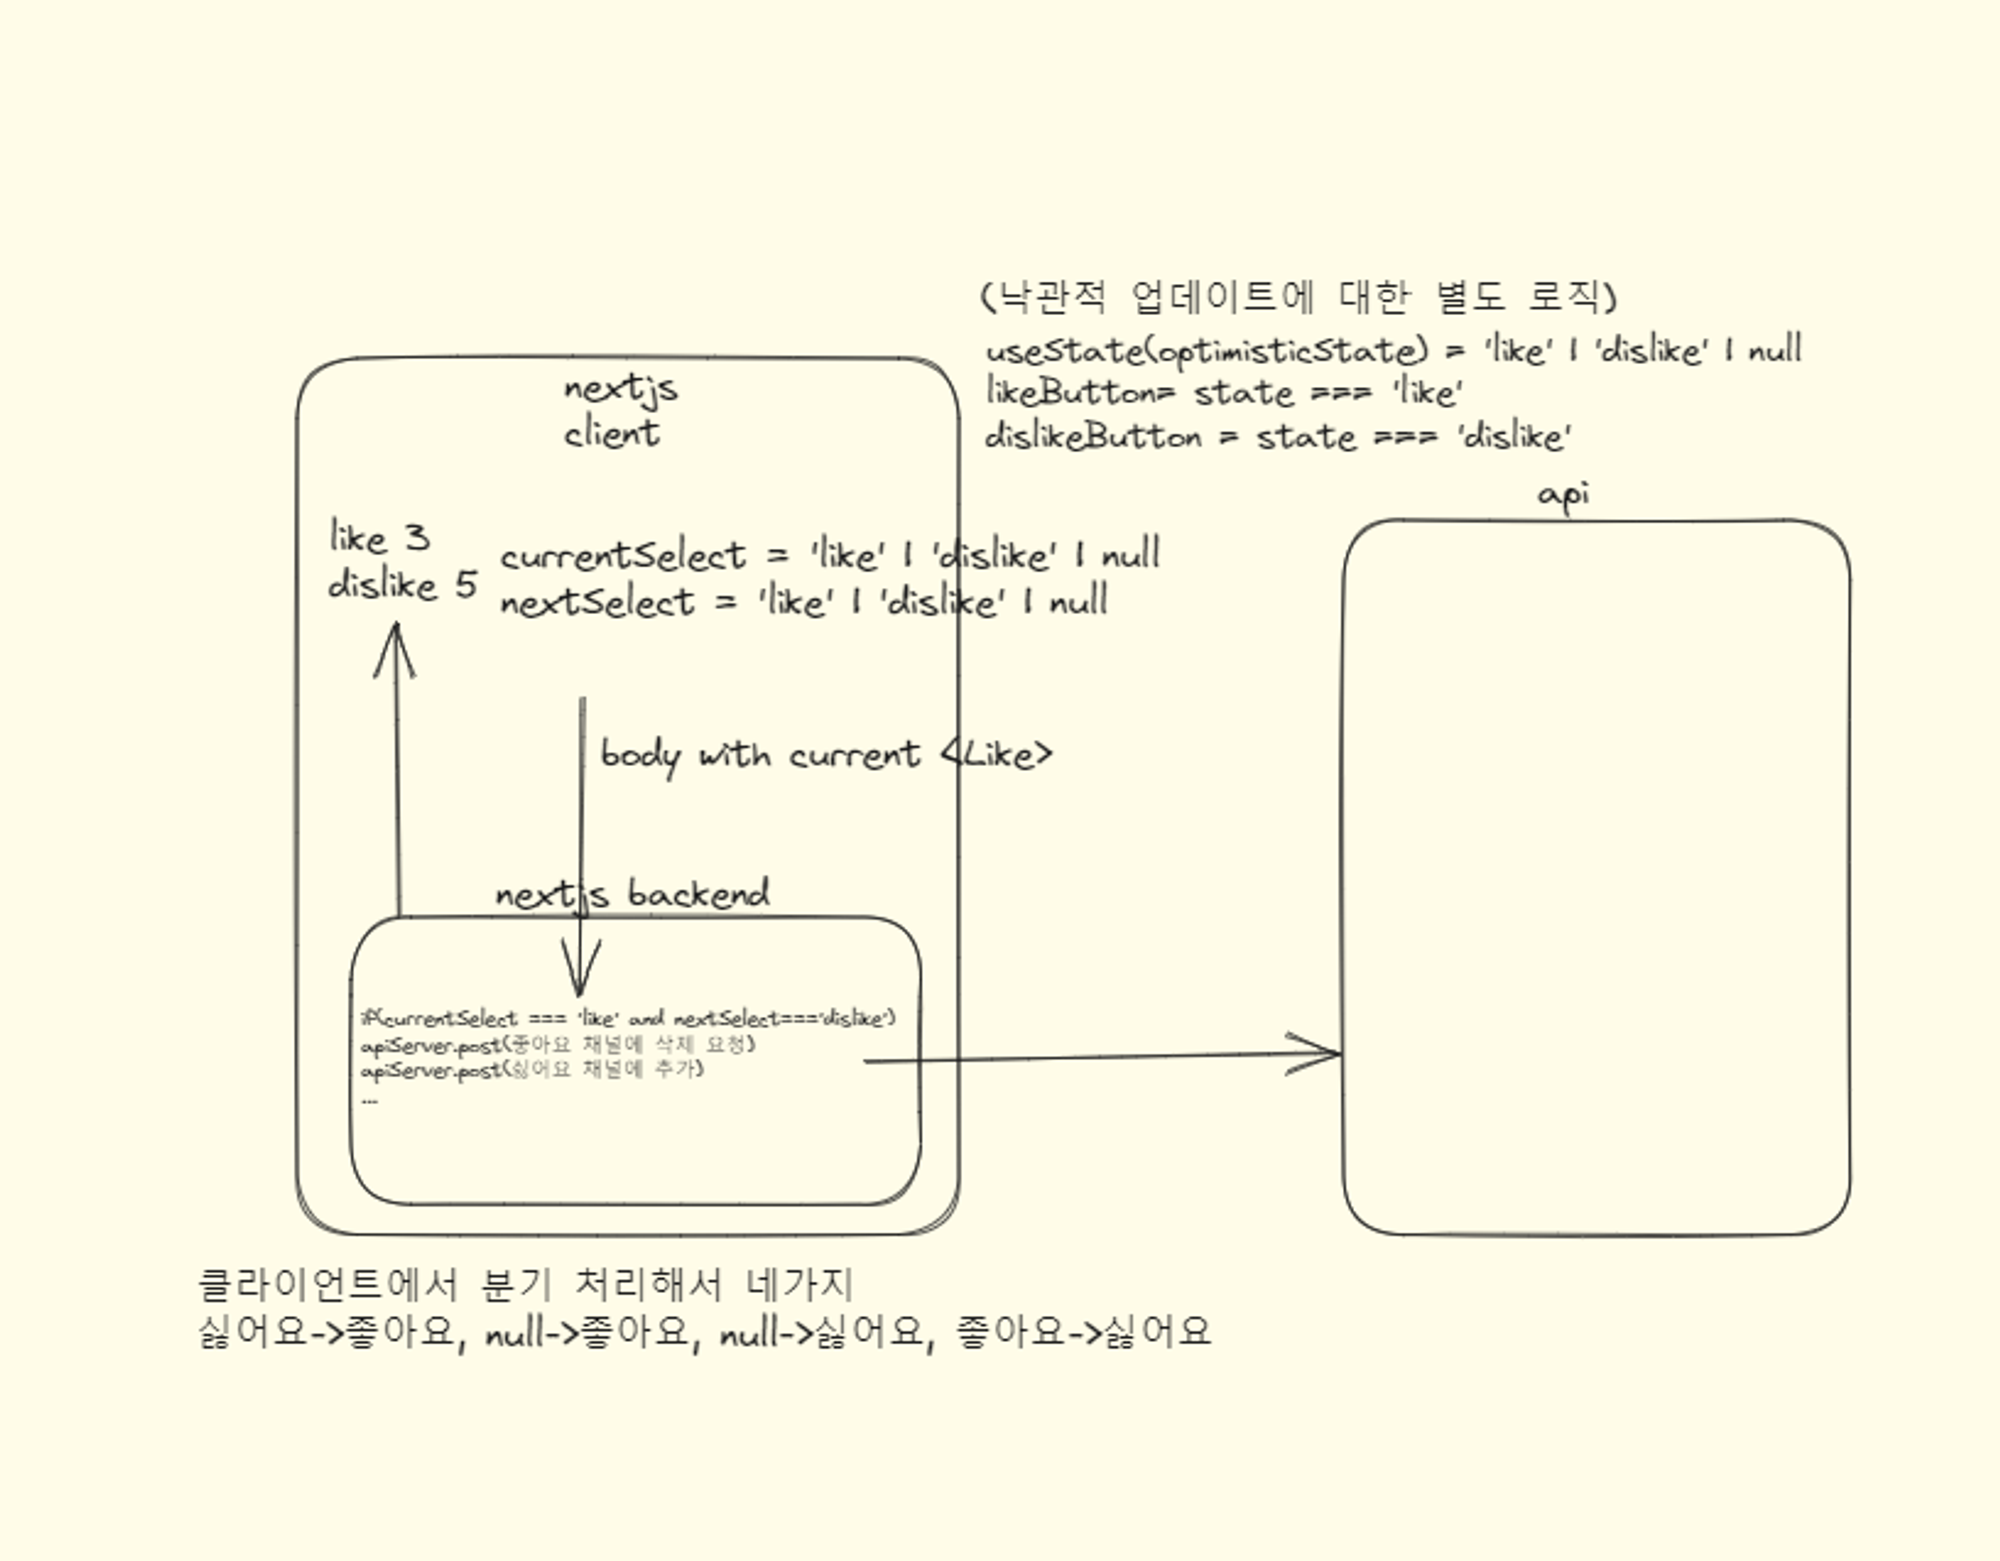 (낙관적 업데이트에 대한 별도 로직)
useState(optimisticState) = 'like' | 'dislike' | null
likeButton= state === 'like'
dislikeButton = state === 'dislike'
nextjs
client
api
like 3
dislike 5
currentSelect = 'like' | 'dislike' | null
nextSelect = 'like' | 'dislike' | null
body with current <Like>
nextjs backend
if(currentSelect === 'like' and nextSelect==='dislike')
apiServer.post(좋아요 채널에 삭제 요청)
apiServer.post(싫어요 채널에 추가)
...
클라이언트에서 분기 처리해서 네가지
싫어요->좋아요, null->좋아요, null->싫어요, 좋아요->싫어요